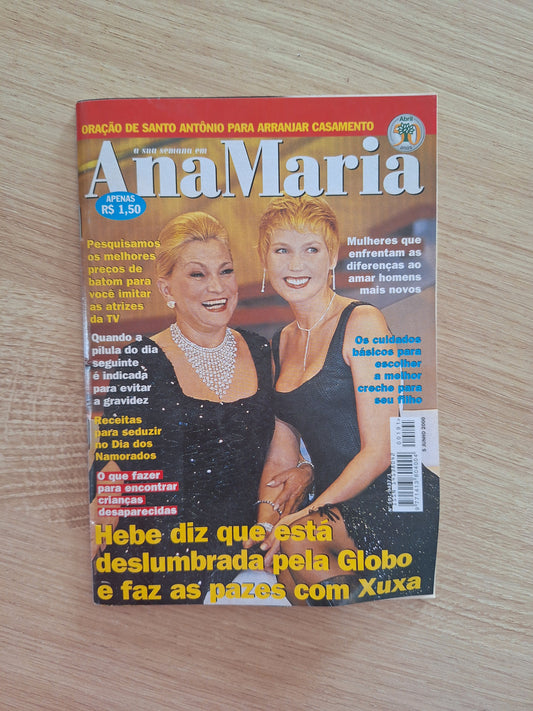 ORAÇÃO DE SANTO ANTÔNIO PARA ARRANJAR CASAMENTO
Abril
anos
a sua semana em
AnaMaria
APENAS
R$ 1,50
Pesquisamos
os melhores
preços de
batom para
você imitar
as atrizes
da TV
Quando a
pílula do dia
seguinte
é indicada
para evitar
a gravidez
Receitas
para seduzir
no Dia dos
Namorados
O que fazer
para encontrar
crianças
desaparecidas
Mulheres que
enfrentam as
diferenças ao
amar homens
mais novos
Os cuidados
básicos para
escolher
a melhor
creche para
seu filho
5 JUNHO 2000
9 771413 804604
Hebe diz que está
deslumbrada pela Globo
e faz as pazes com Xuxa